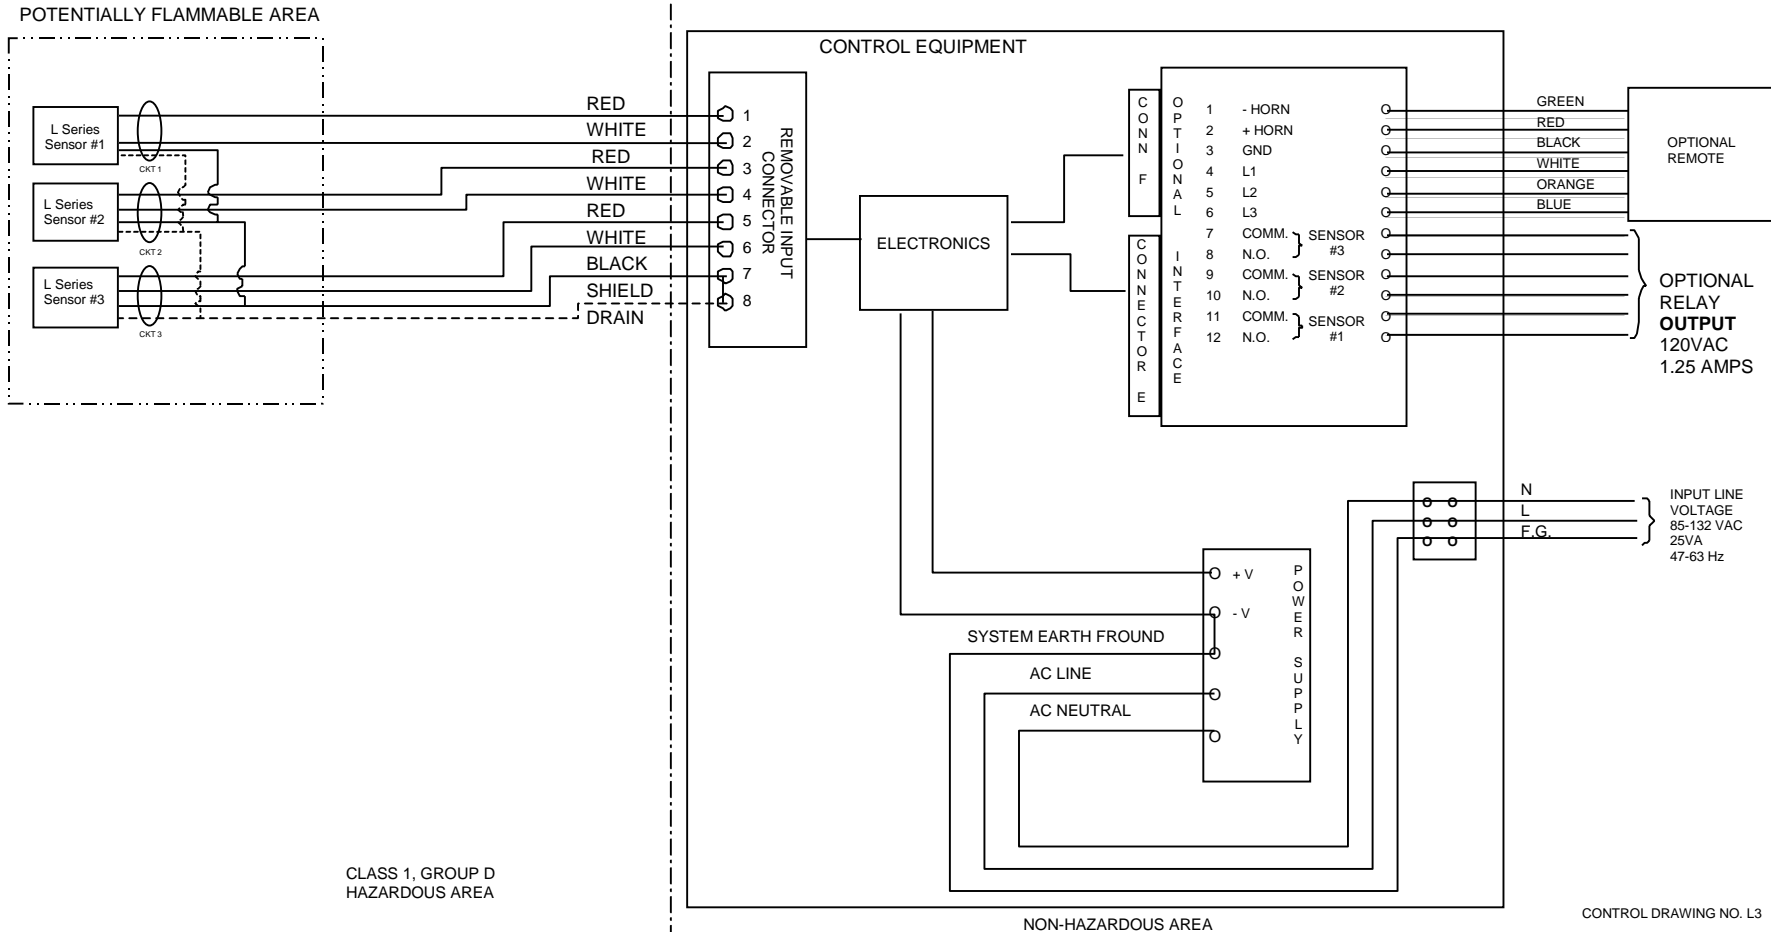 POTENTIALLY FLAMMABLE AREA
L Series
Sensor #1
CKT 1
L Series
Sensor #2
CKT 2
L Series
Sensor #3
CKT 3
RED
WHITE
RED
WHITE
RED
WHITE
BLACK
SHIELD
DRAIN
CLASS 1, GROUP D
HAZARDOUS AREA
CONTROL EQUIPMENT
1
2
3
4
5
6
7
8
REMOVABLE INPUT
CONNECTOR
ELECTRONICS
CONN F
CONNECTOR E
OPTIONAL INTERFACE
1 - HORN
2 + HORN
3 GND
4 L1
5 L2
6 L3
7 COMM.
8 N.O.
SENSOR
#3
9 COMM.
10 N.O.
SENSOR
#2
11 COMM.
12 N.O.
SENSOR
#1
GREEN
RED
BLACK
WHITE
ORANGE
BLUE
OPTIONAL
REMOTE
OPTIONAL
RELAY
OUTPUT
120VAC
1.25 AMPS
N
L
F.G.
INPUT LINE
VOLTAGE
85-132 VAC
25VA
47-63 Hz
+ V
- V
POWER SUPPLY
SYSTEM EARTH FROUND
AC LINE
AC NEUTRAL
NON-HAZARDOUS AREA
CONTROL DRAWING NO. L3